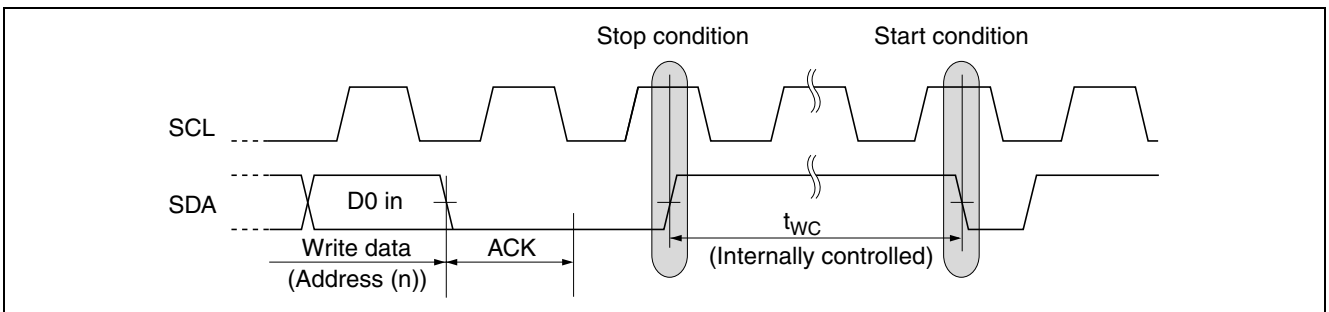 Stop condition
Start condition
SCL
SDA
D0 in
Write data
(Address (n))
ACK
tWC
(Internally controlled)